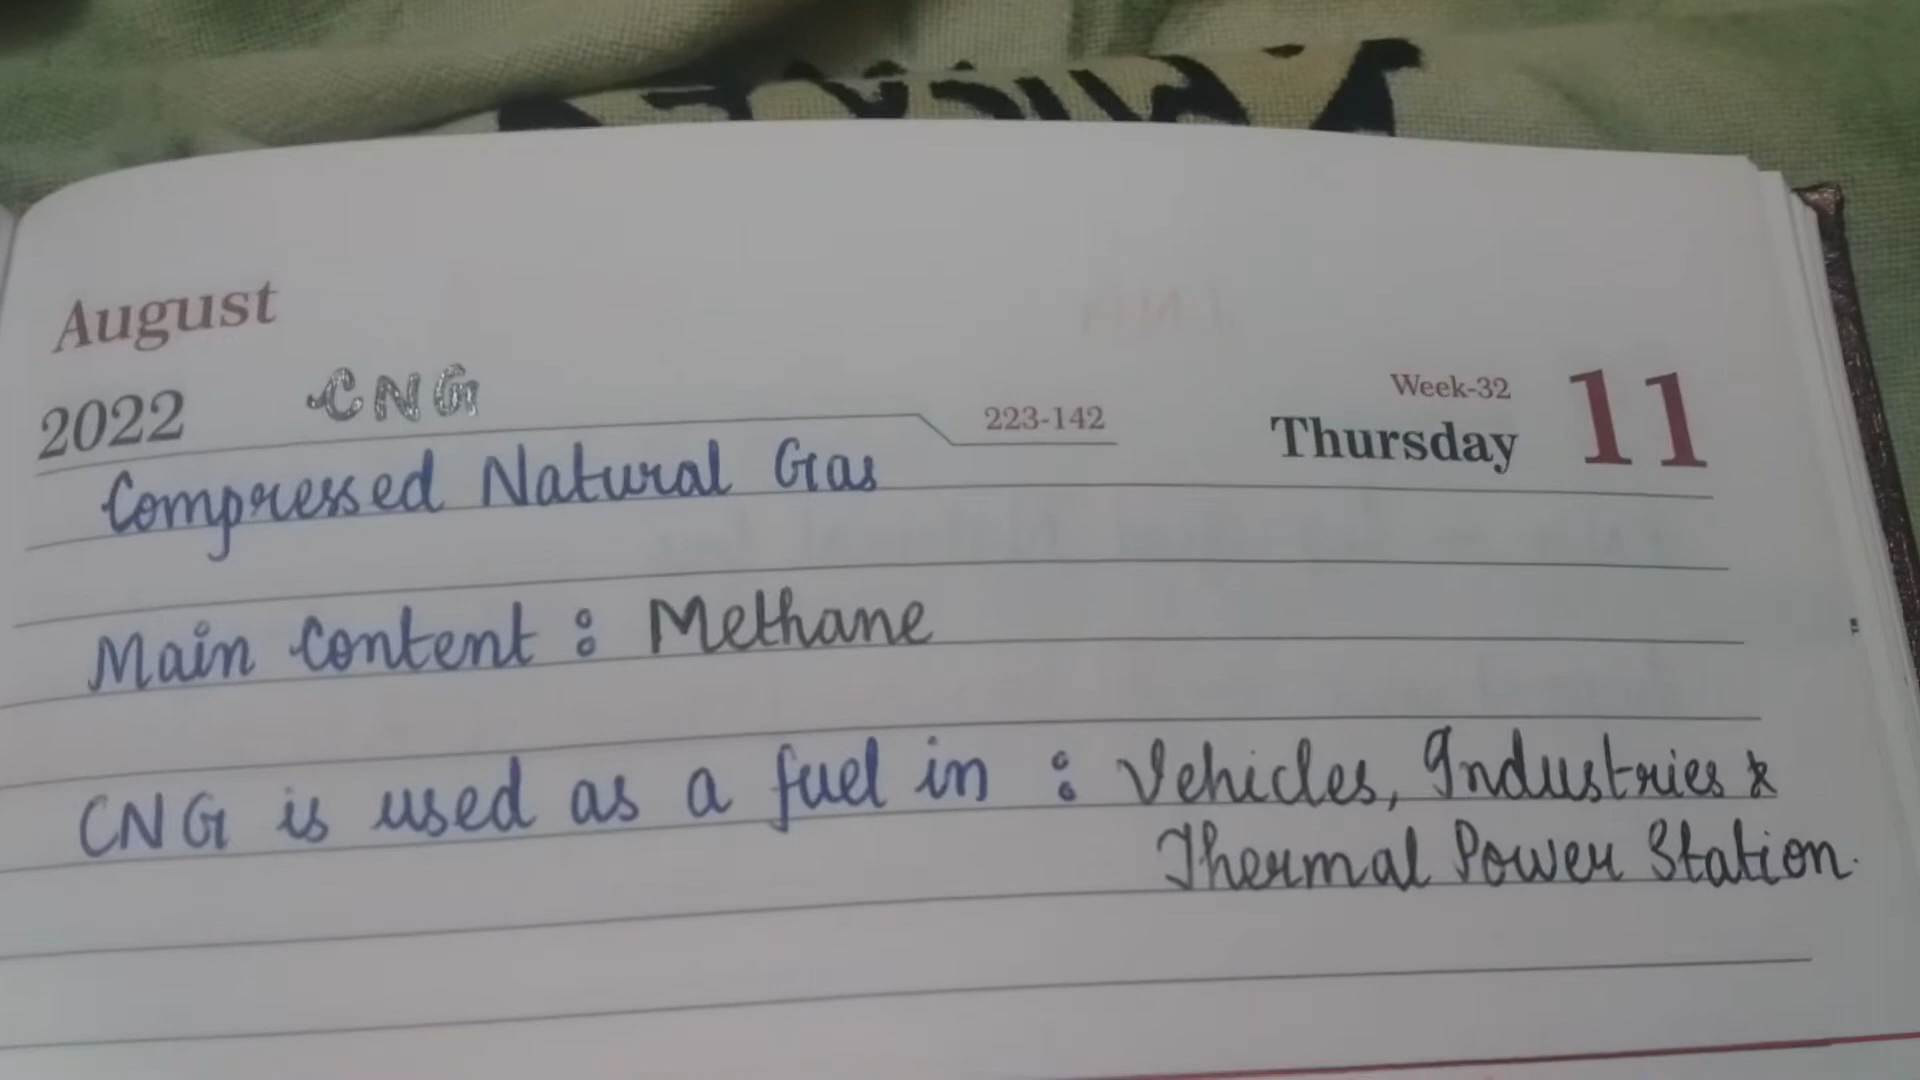 August
2022 CNG 223-142 Week-32 Thursday 11
Compressed Natural Gas
Main Content : Methane
CNG is used as a fuel in : Vehicles, Industries &
Thermal Power Station.